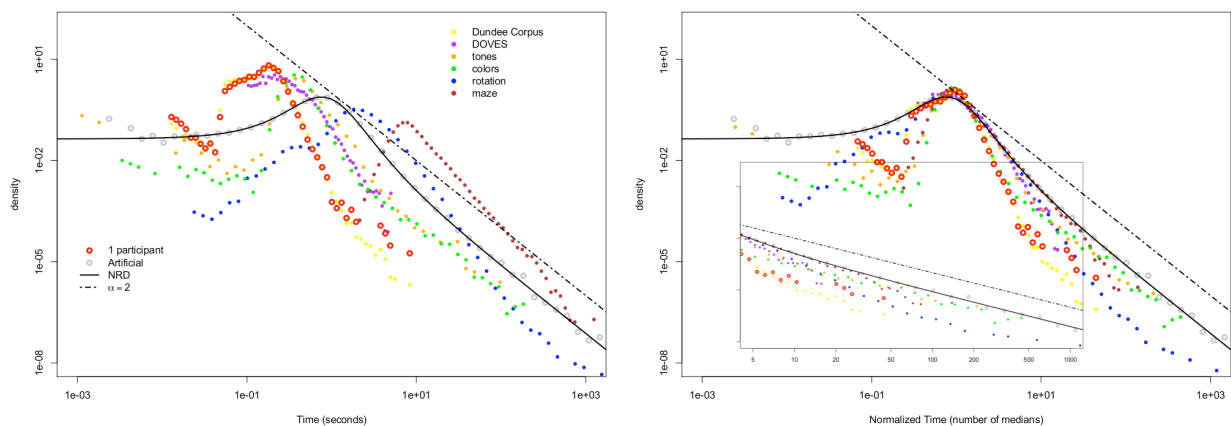 Dundee Corpus
DOVES
tones
colors
rotation
maze
1 participant
Artificial
NRD
α = 2
density
1e+01
1e-02
1e-05
1e-08
1e-03 1e-01 1e+01 1e+03
Time (seconds)
density
1e+01
1e-02
1e-05
1e-08
5 10 20 50 100 200 500 1000
1e-03 1e-01 1e+01 1e+03
Normalized Time (number of medians)